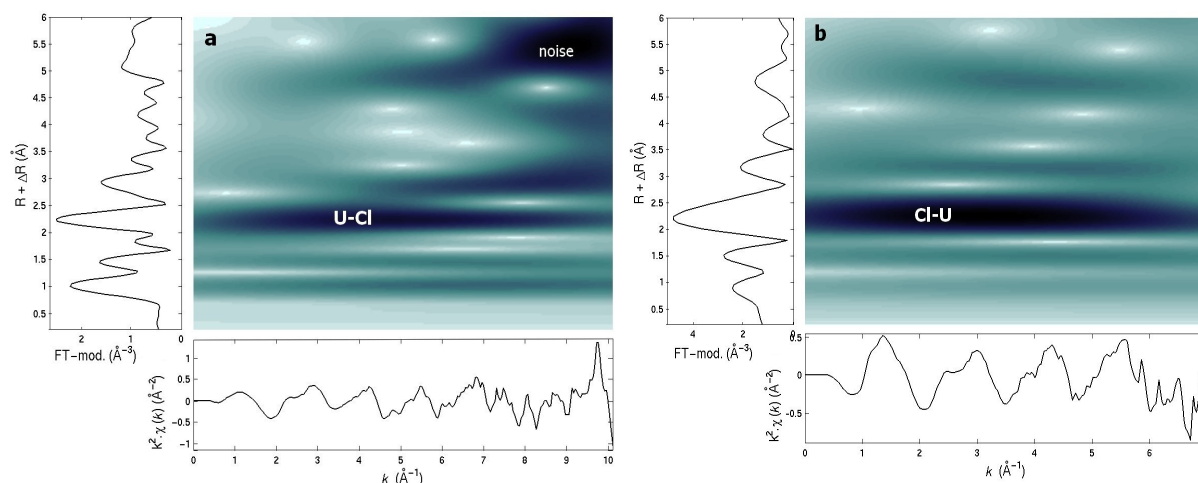 a
noise
U-Cl
R + ΔR (Å)
6
5.5
5
4.5
4
3.5
3
2.5
2
1.5
1
0.5
2 1 0
FT-mod. (Å⁻³)
k².χ(k) (Å⁻²)
1
0.5
0
-0.5
-1
0 1 2 3 4 5 6 7 8 9 10
k (Å⁻¹)
b
Cl-U
R + ΔR (Å)
6
5.5
5
4.5
4
3.5
3
2.5
2
1.5
1
0.5
4 2 0
FT-mod. (Å⁻³)
k².χ(k) (Å⁻²)
0.5
0
-0.5
0 1 2 3 4 5 6
k (Å⁻¹)